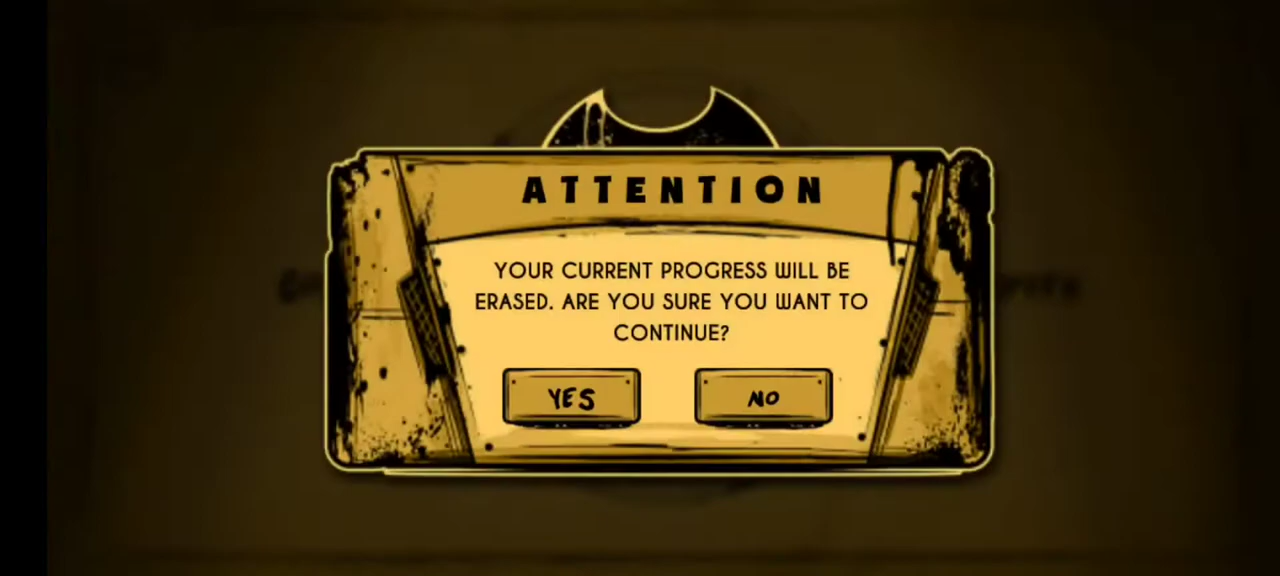 ATTENTION
YOUR CURRENT PROGRESS WILL BE
ERASED. ARE YOU SURE YOU WANT TO
CONTINUE?
YES NO